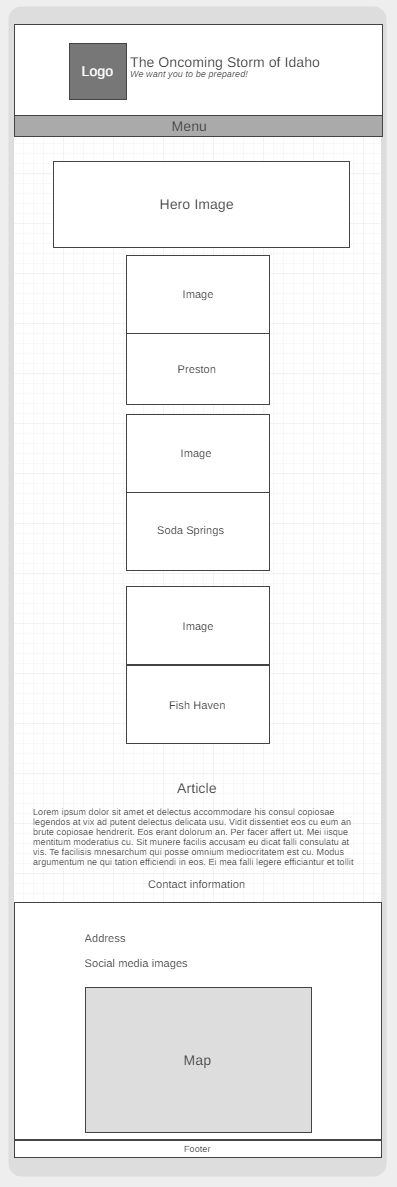 Logo
The Oncoming Storm of Idaho
We want you to be prepared!
Menu
Hero Image
Image
Preston
Image
Soda Springs
Image
Fish Haven
Article
Lorem ipsum dolor sit amet et delectus accommodare his consul copiosae
legendos at vix ad putent delectus delicata usu. Vidit dissentiet eos cu eum an
brute copiosae hendrerit. Eos erant dolorum an. Per facer affert ut. Mei iisque
mentitum moderatius cu. Sit munere facilis accusam eu dicat falli consulatu at
vis. Te facilisis mnesarchum qui posse omnium mediocritatem est cu. Modus
argumentum ne qui tation efficiendi in eos. Ei mea falli legere efficiantur et tollit
Contact information
Address
Social media images
Map
Footer